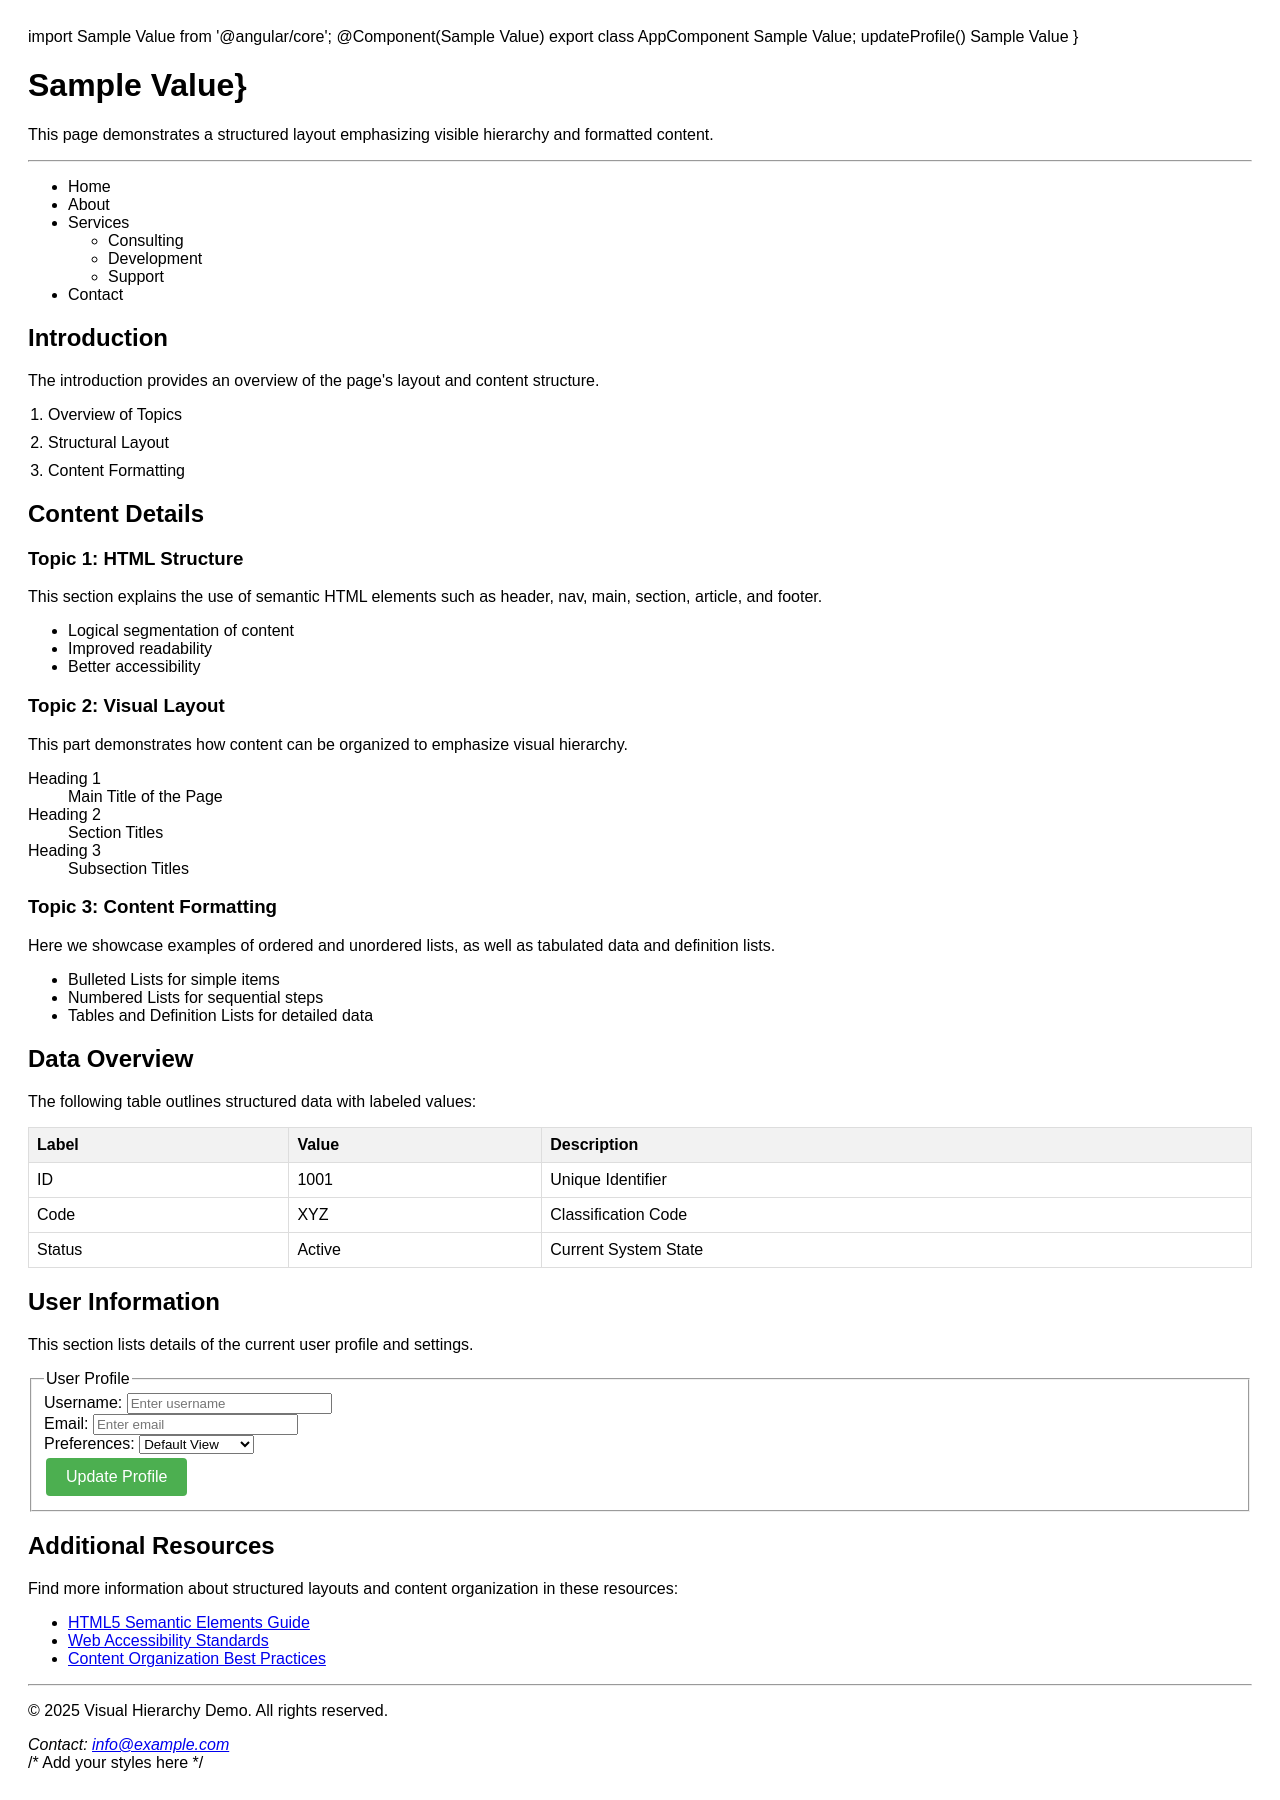 import Sample Value from '@angular/core'; @Component(Sample Value) export class AppComponent Sample Value; updateProfile() Sample Value }
Sample Value}
This page demonstrates a structured layout emphasizing visible hierarchy and formatted content.
Home
About
Services
Consulting
Development
Support
Contact
Introduction
The introduction provides an overview of the page's layout and content structure.
1. Overview of Topics
2. Structural Layout
3. Content Formatting
Content Details
Topic 1: HTML Structure
This section explains the use of semantic HTML elements such as header, nav, main, section, article, and footer.
Logical segmentation of content
Improved readability
Better accessibility
Topic 2: Visual Layout
This part demonstrates how content can be organized to emphasize visual hierarchy.
Heading 1
Main Title of the Page
Heading 2
Section Titles
Heading 3
Subsection Titles
Topic 3: Content Formatting
Here we showcase examples of ordered and unordered lists, as well as tabulated data and definition lists.
Bulleted Lists for simple items
Numbered Lists for sequential steps
Tables and Definition Lists for detailed data
Data Overview
The following table outlines structured data with labeled values:
Label Value Description
ID 1001 Unique Identifier
Code XYZ Classification Code
Status Active Current System State
User Information
This section lists details of the current user profile and settings.
User Profile
Username: Enter username
Email: Enter email
Preferences: Default View
Update Profile
Additional Resources
Find more information about structured layouts and content organization in these resources:
HTML5 Semantic Elements Guide
Web Accessibility Standards
Content Organization Best Practices
© 2025 Visual Hierarchy Demo. All rights reserved.
Contact: info@example.com
/* Add your styles here */